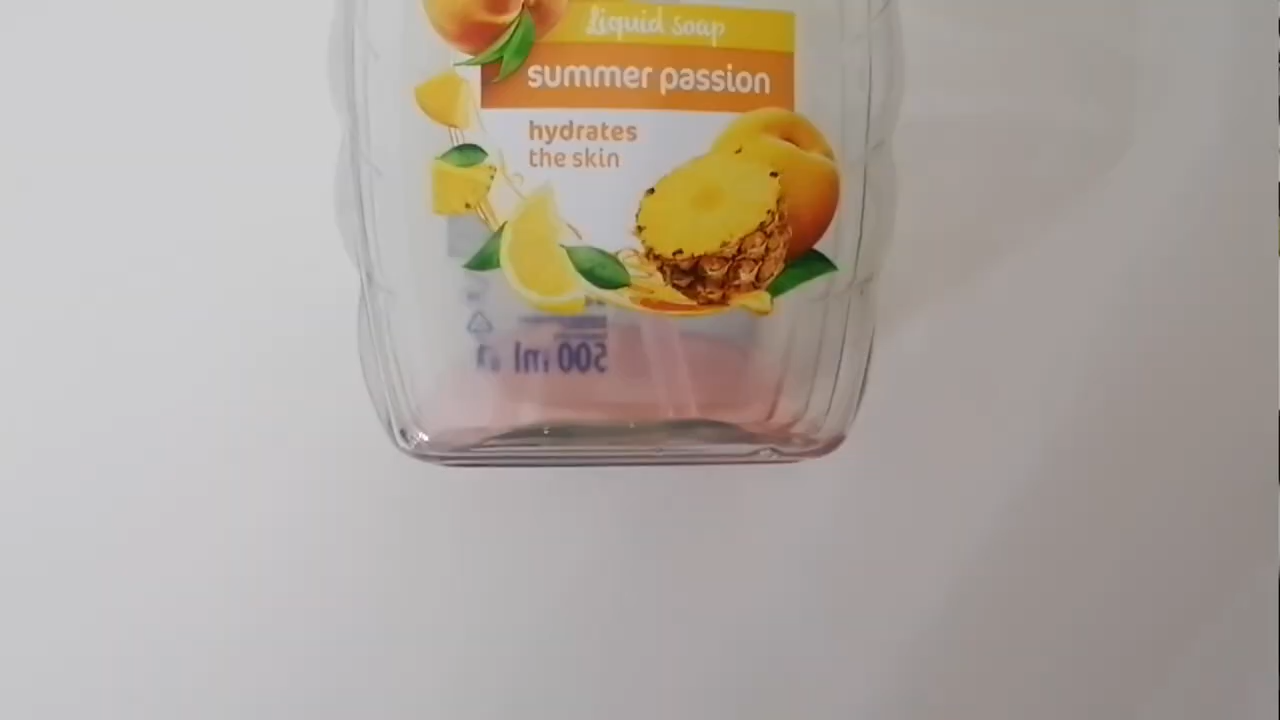 Liquid soap
summer passion
hydrates
the skin
500 ml